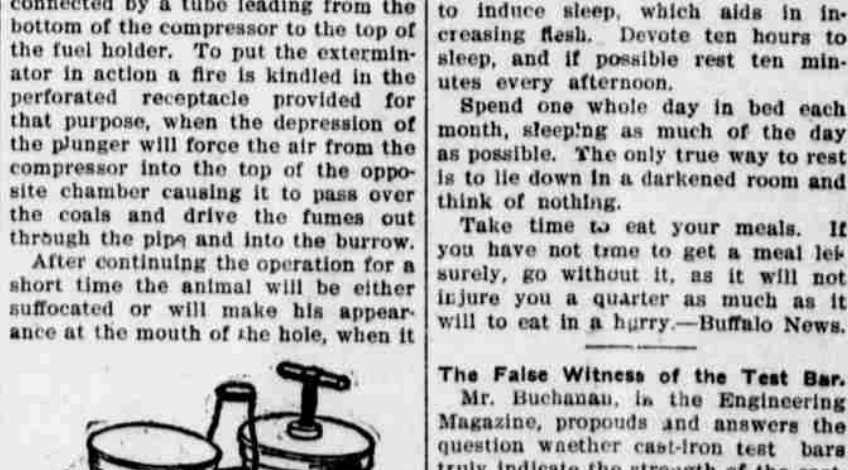 connected by a tube leading from the
bottom of the compressor to the top of
the fuel holder. To put the extermin-
ator in action a fire is kindled in the
perforated receptacle provided for
that purpose, when the depression of
the plunger will force the air from the
compressor into the top of the oppo-
site chamber causing it to pass over
the coals and drive the fumes out
through the pipe and into the burrow.
After continuing the operation for a
short time the animal will be either
suffocated or will make his appear-
ance at the mouth of the hole, when it
to induce sleep, which aids in in-
creasing flesh. Devote ten hours to
sleep, and if possible rest ten min-
utes every afternoon.
Spend one whole day in bed each
month, sleeping as much of the day
as possible. The only true way to rest
is to lie down in a darkened room and
think of nothing.
Take time to eat your meals. If
you have not time to get a meal lei-
surely, go without it, as it will not
injure you a quarter as much as it
will to eat in a hurry.—Buffalo News.
The False Witness of the Test Bar.
Mr. Buchanan, in the Engineering
Magazine, propouds and answers the
question whether cast-iron test bars
truly indicate the strength of the